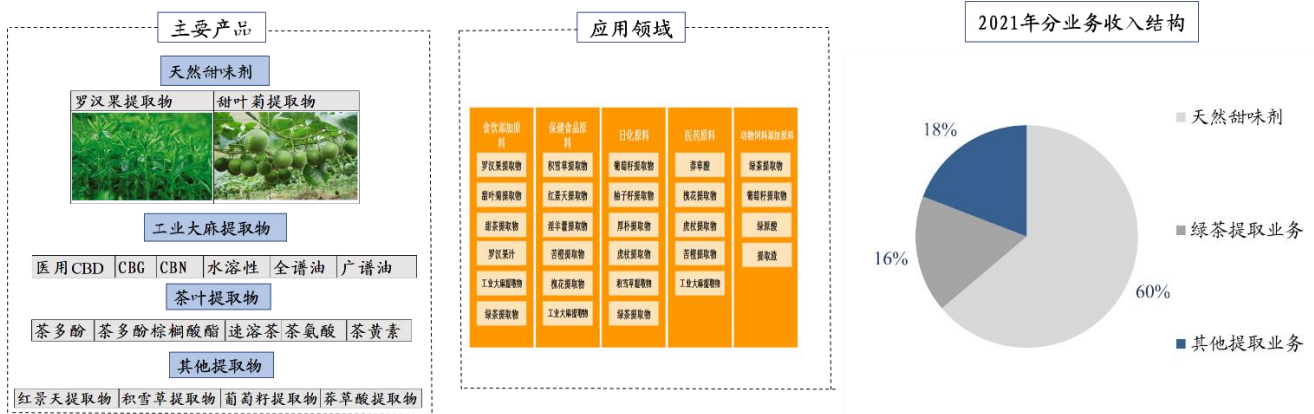 主要产品
天然甜味剂
罗汉果提取物 甜叶菊提取物
工业大麻提取物
医用CBD CBG CBN 水溶性 全谱油 广谱油
茶叶提取物
茶多酚 茶多酚棕榈酸酯 速溶茶 茶氨酸 茶黄素
其他提取物
红景天提取物 积雪草提取物 葡萄籽提取物 莽草酸提取物
应用领域
食饮添加原
料
罗汉果提取物
甜叶菊提取物
甜茶提取物
罗汉果汁
工业大麻提取物
绿茶提取物
保健食品原
料
积雪草提取物
红景天提取物
淫羊藿提取物
苦橙提取物
槐花提取物
工业大麻提取物
日化原料
葡萄籽提取物
柚子籽提取物
厚朴提取物
虎杖提取物
积雪草提取物
绿茶提取物
医药原料
莽草酸
槐花提取物
虎杖提取物
苦橙提取物
工业大麻提取物
动物饲料添加原料
绿茶提取物
葡萄籽提取物
绿原酸
提取渣
2021年分业务收入结构
18%
16%
60%
天然甜味剂
绿茶提取业务
其他提取业务